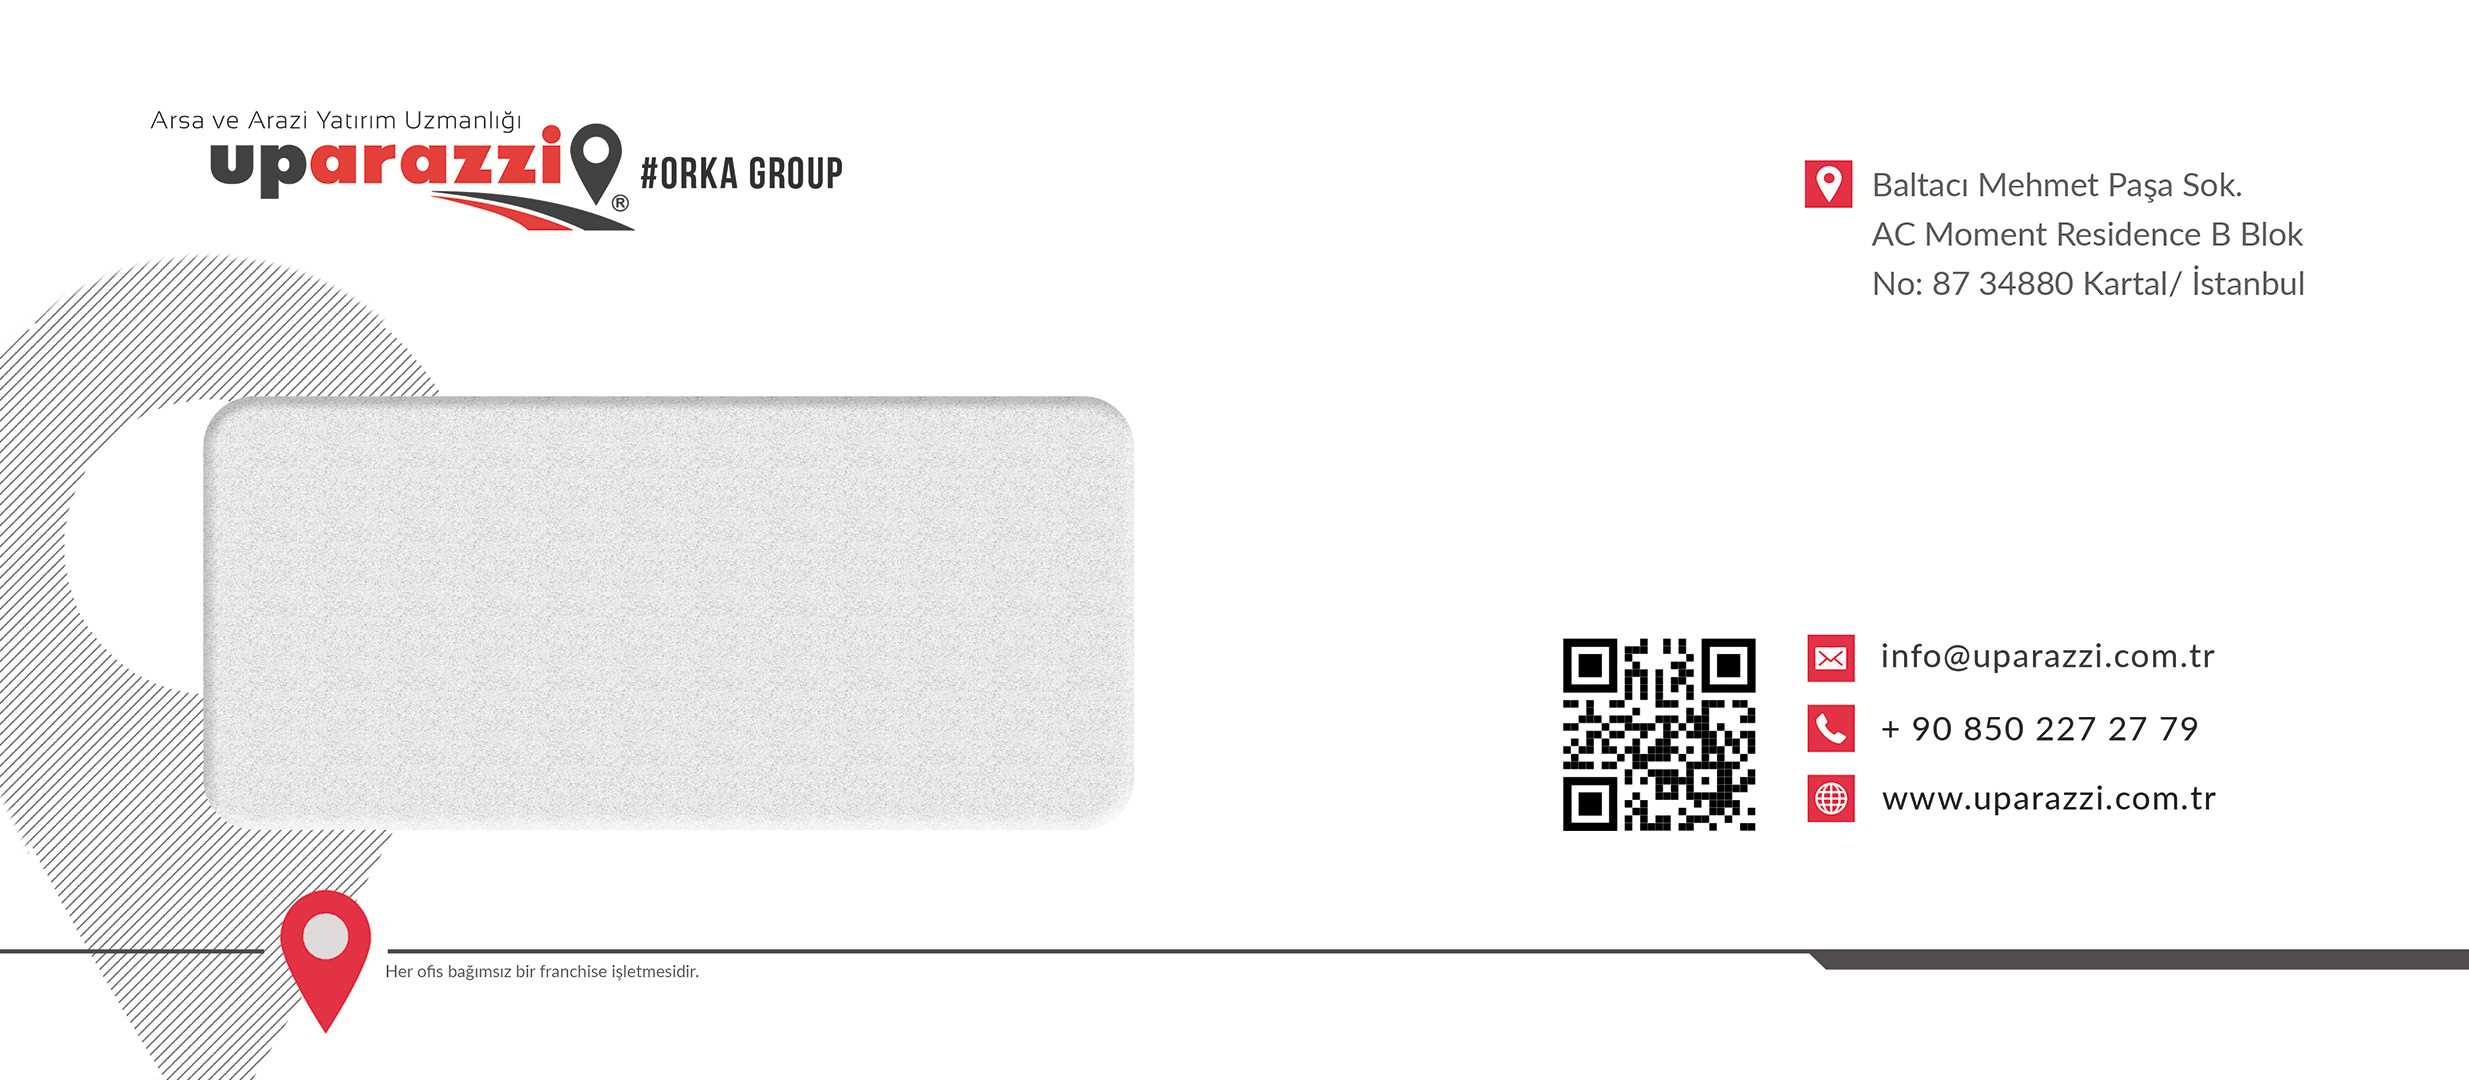 Arsa ve Arazi Yatırım Uzmanlığı
uparazzi ®
#ORKA GROUP
Baltacı Mehmet Paşa Sok.
AC Moment Residence B Blok
No: 87 34880 Kartal/ İstanbul
info@uparazzi.com.tr
+ 90 850 227 27 79
www.uparazzi.com.tr
Her ofis bağımsız bir franchise işletmesidir.